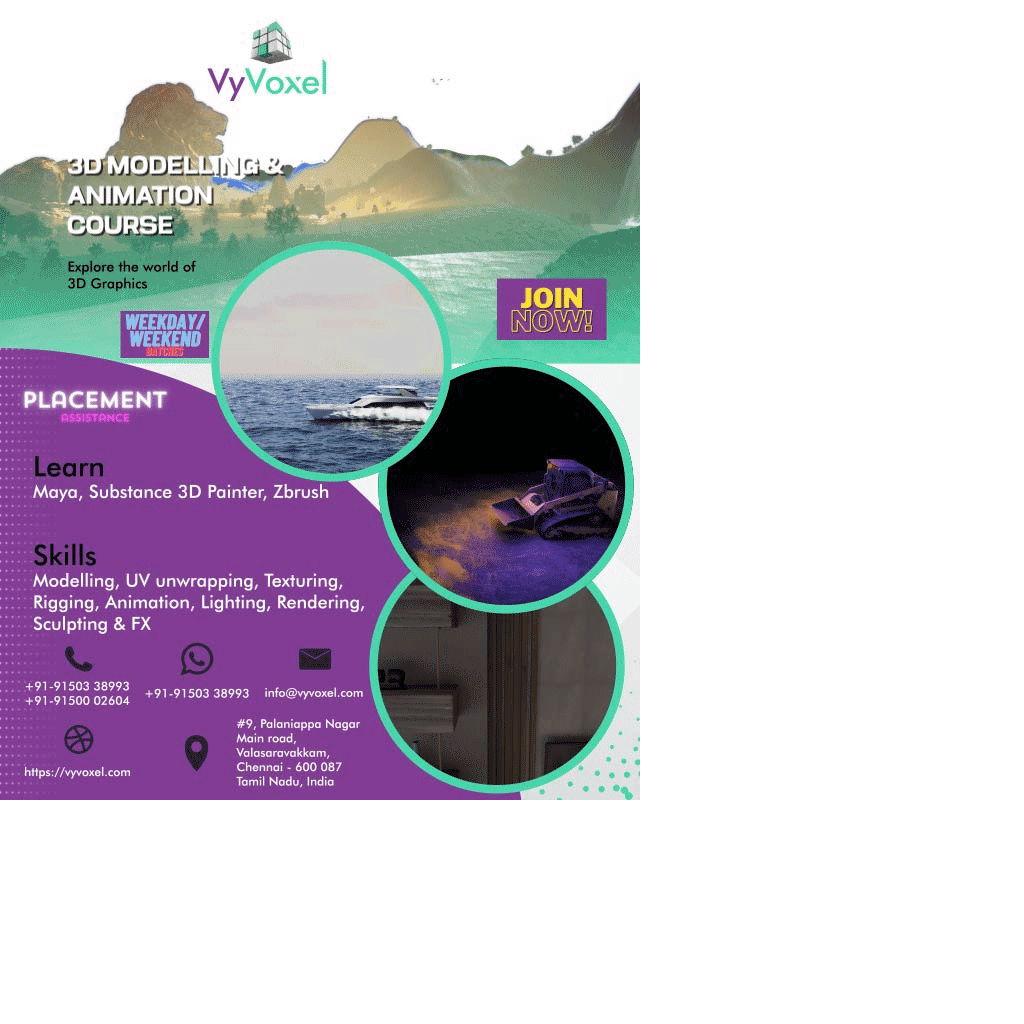 VyVoxel
3D MODELLING &
ANIMATION
COURSE
Explore the world of
3D Graphics
JOIN
NOW!
WEEKDAY/
WEEKEND
BATCHES
PLACEMENT
ASSISTANCE
Learn
Maya, Substance 3D Painter, Zbrush
Skills
Modelling, UV unwrapping, Texturing,
Rigging, Animation, Lighting, Rendering,
Sculpting & FX
+91-91503 38993
+91-91500 02604
+91-91503 38993
info@vyvoxel.com
https://vyvoxel.com
#9, Palaniappa Nagar
Main road,
Valasaravakkam,
Chennai - 600 087
Tamil Nadu, India